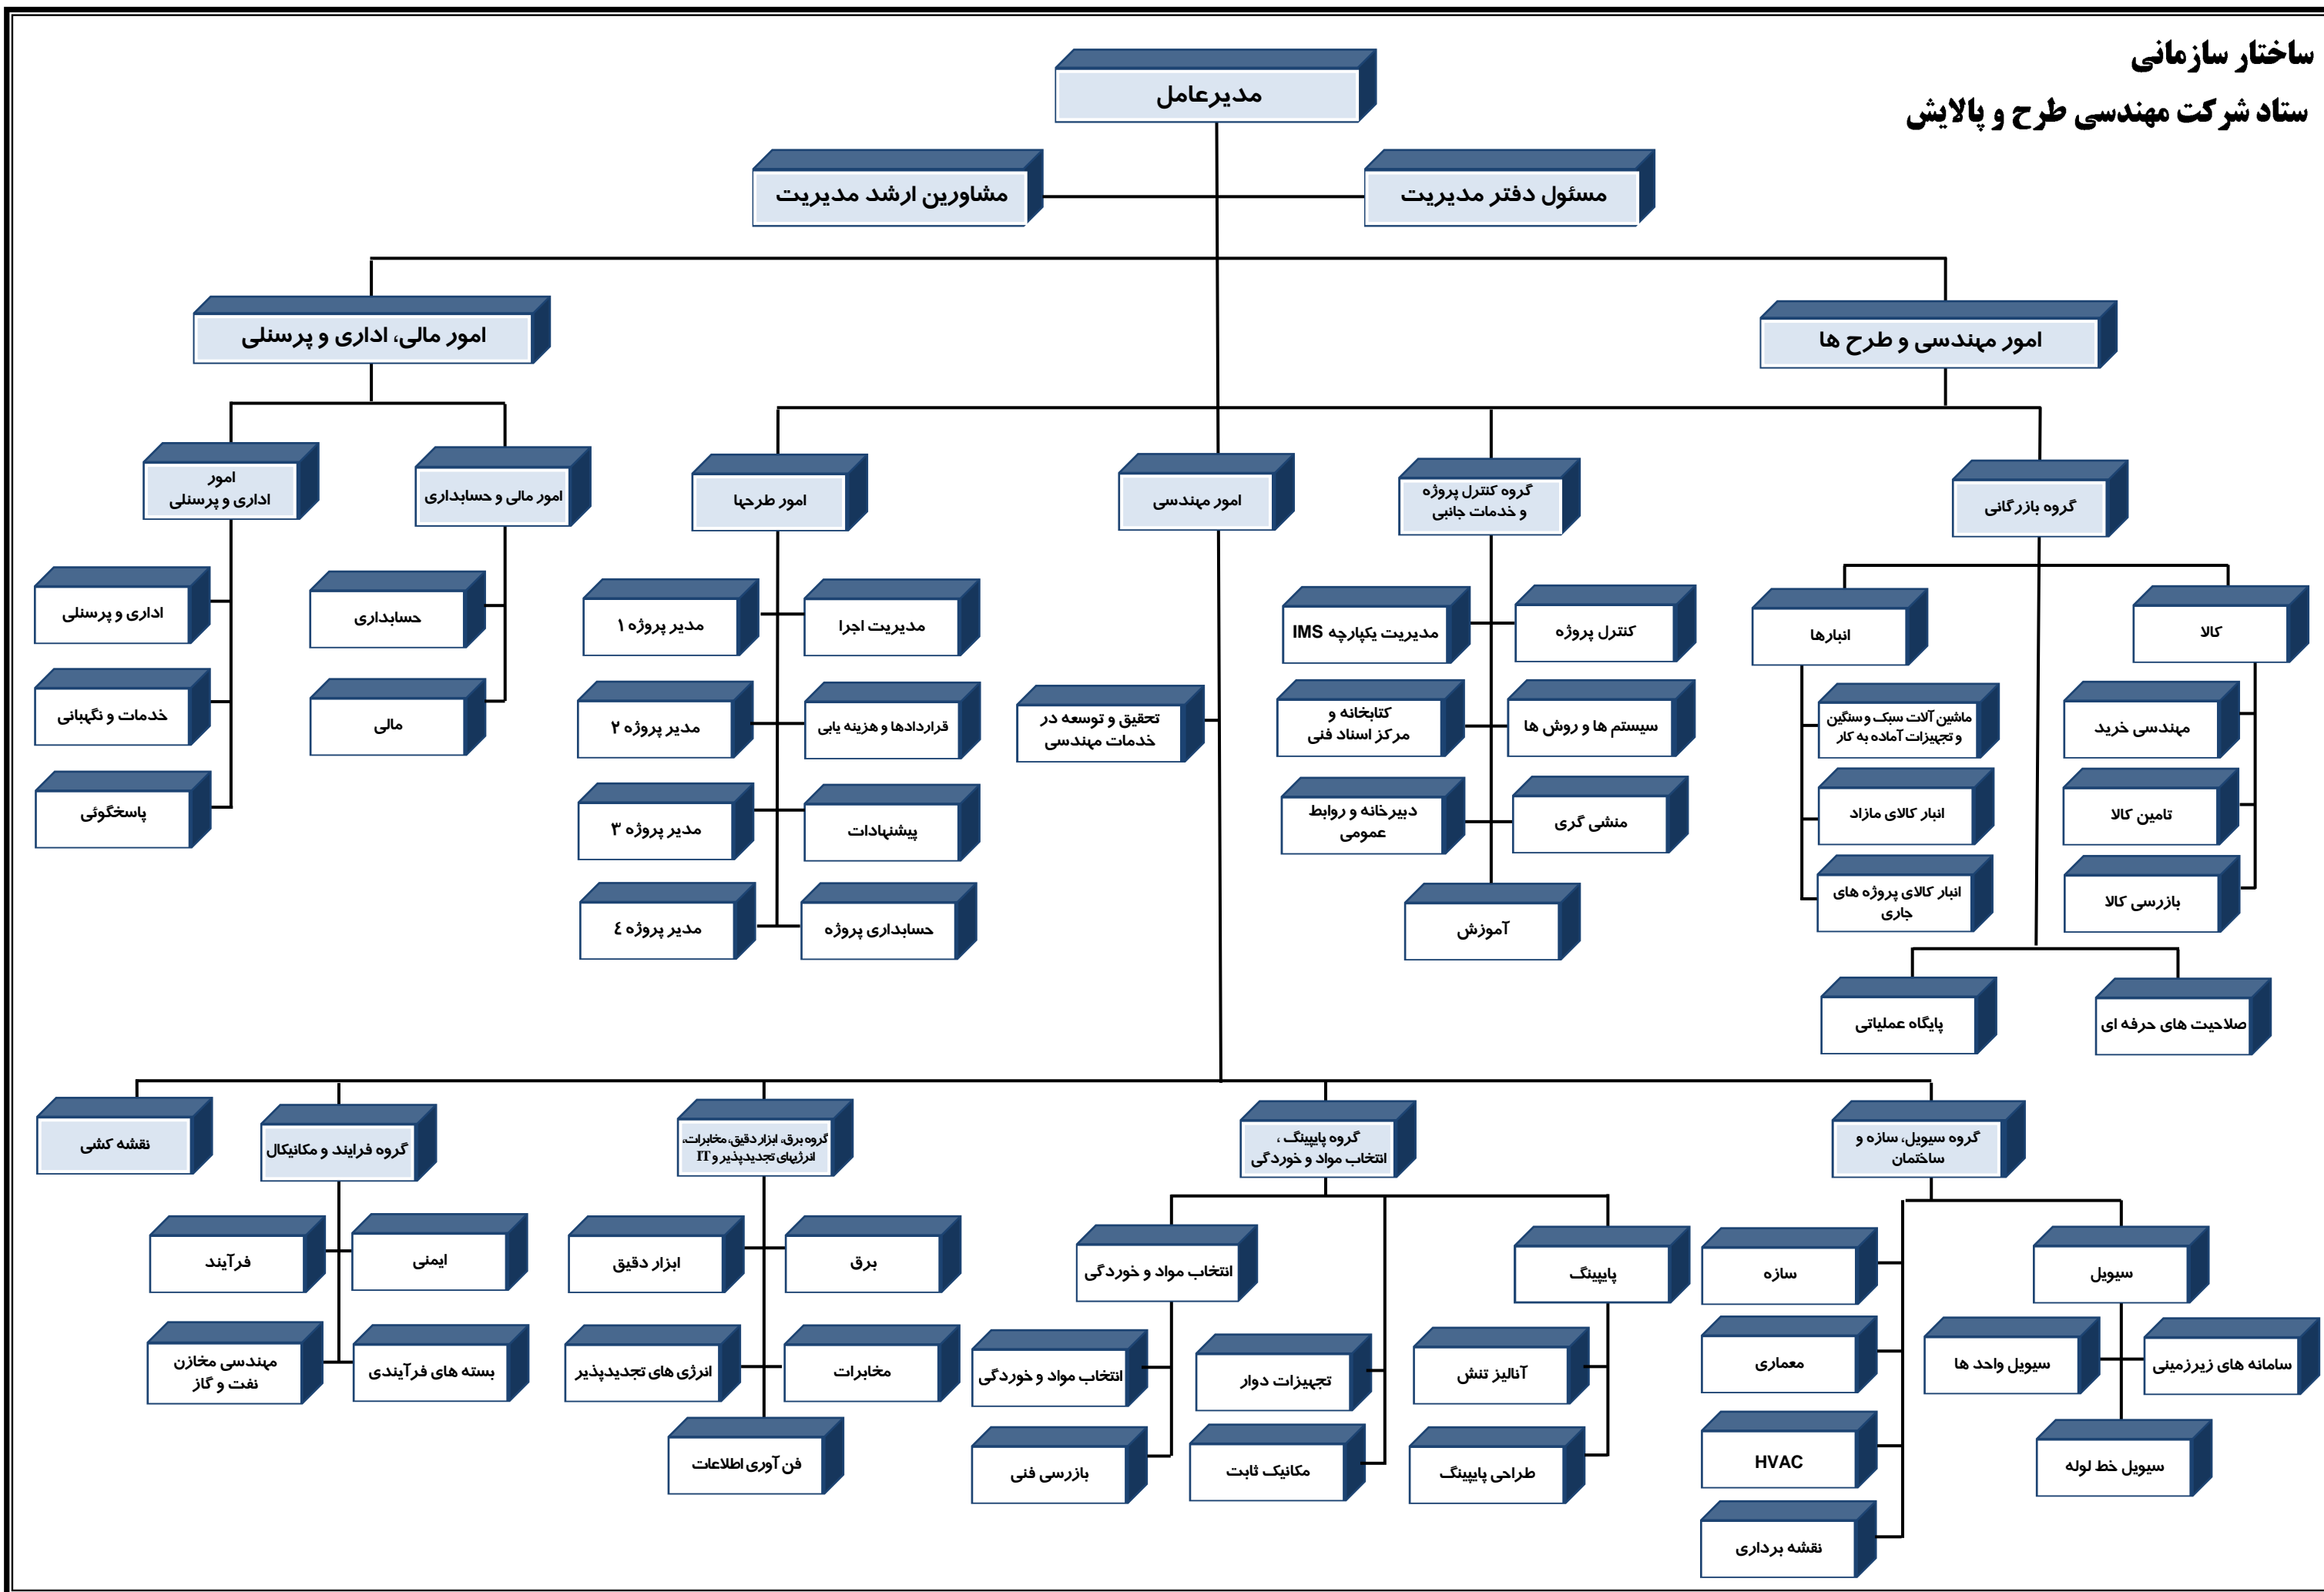 ساختار سازمانی
ستاد شرکت مهندسی طرح و پالایش
مدیرعامل
مسئول دفتر مدیریت
مشاورین ارشد مدیریت
امور مهندسی و طرح ها
امور مالی، اداری و پرسنلی
گروه بازرگانی
گروه کنترل پروژه
و خدمات جانبی
امور مهندسی
امور طرحها
امور مالی و حسابداری
امور
اداری و پرسنلی
کالا
انبارها
کنترل پروژه
مدیریت یکپارچه IMS
مدیریت اجرا
مدیر پروژه ۱
حسابداری
اداری و پرسنلی
مهندسی خرید
ماشین آلات سبک و سنگین
و تجهیزات آماده به کار
سیستم ها و روش ها
کتابخانه و
مرکز اسناد فنی
تحقیق و توسعه در
خدمات مهندسی
قراردادها و هزینه یابی
مدیر پروژه ۲
مالی
خدمات و نگهبانی
تامین کالا
انبار کالای مازاد
منشی گری
دبیرخانه و روابط
عمومی
پیشنهادات
مدیر پروژه ۳
پاسخگوئی
بازرسی کالا
انبار کالای پروژه های
جاری
آموزش
حسابداری پروژه
مدیر پروژه ٤
صلاحیت های حرفه ای
پایگاه عملیاتی
گروه سیویل، سازه و
ساختمان
گروه پایپینگ ،
انتخاب مواد و خوردگی
گروه برق، ابزار دقیق، مخابرات،
انرژیهای تجدیدپذیر و IT
گروه فرایند و مکانیکال
نقشه کشی
سیویل
سازه
پایپینگ
انتخاب مواد و خوردگی
برق
ابزار دقیق
ایمنی
فرآیند
سامانه های زیرزمینی
سیویل واحد ها
معماری
آنالیز تنش
تجهیزات دوار
انتخاب مواد و خوردگی
مخابرات
انرژی های تجدیدپذیر
بسته های فرآیندی
مهندسی مخازن
نفت و گاز
سیویل خط لوله
HVAC
طراحی پایپینگ
مکانیک ثابت
بازرسی فنی
فن آوری اطلاعات
نقشه برداری